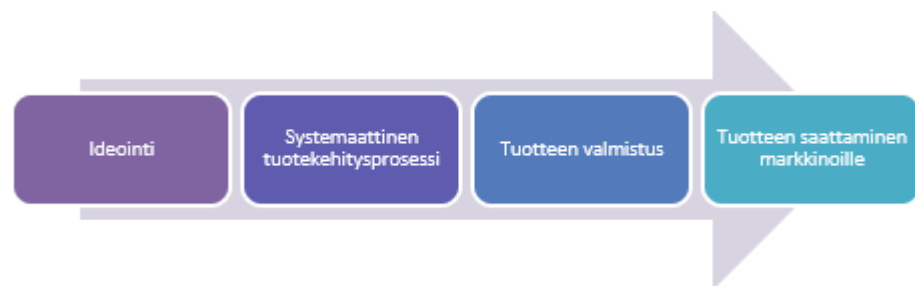 Ideointi
Systemaattinen
tuotekehitysprosessi
Tuotteen valmistus
Tuotteen saattaminen
markkinoille